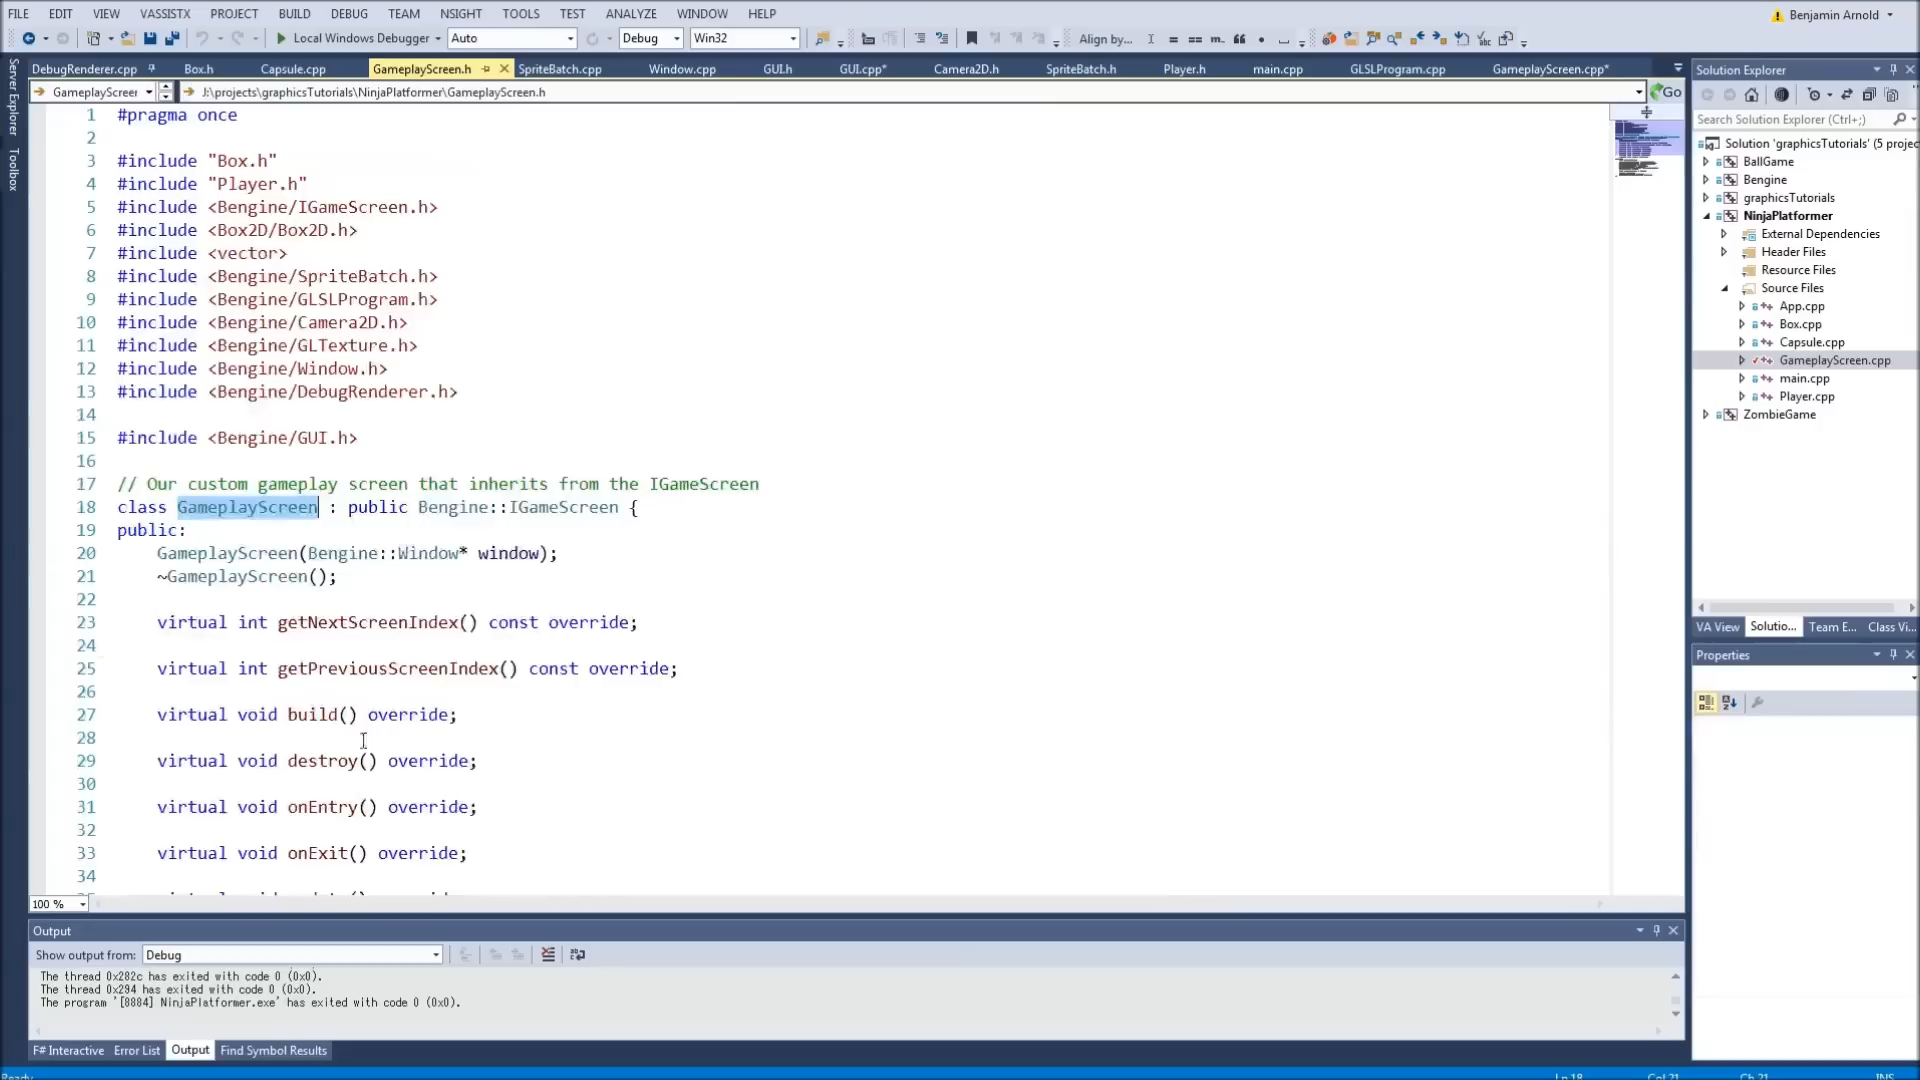 FILE EDIT VIEW VASSISTX PROJECT BUILD DEBUG TEAM NSIGHT TOOLS TEST ANALYZE WINDOW HELP Benjamin Arnold
Local Windows Debugger Auto Debug Win32 Align by...
DebugRenderer.cpp Box.h Capsule.cpp GameplayScreen.h SpriteBatch.cpp Window.cpp GUI.h GUI.cpp* Camera2D.h SpriteBatch.h Player.h main.cpp GLSLProgram.cpp GameplayScreen.cpp*
GameplayScreer J:\projects\graphicsTutorials\NinjaPlatformer\GameplayScreen.h Go
Server Explorer
Toolbox
1 #pragma once
2
3 #include "Box.h"
4 #include "Player.h"
5 #include <Bengine/IGameScreen.h>
6 #include <Box2D/Box2D.h>
7 #include <vector>
8 #include <Bengine/SpriteBatch.h>
9 #include <Bengine/GLSLProgram.h>
10 #include <Bengine/Camera2D.h>
11 #include <Bengine/GLTexture.h>
12 #include <Bengine/Window.h>
13 #include <Bengine/DebugRenderer.h>
14
15 #include <Bengine/GUI.h>
16
17 // Our custom gameplay screen that inherits from the IGameScreen
18 class GameplayScreen : public Bengine::IGameScreen {
19 public:
20 GameplayScreen(Bengine::Window* window);
21 ~GameplayScreen();
22
23 virtual int getNextScreenIndex() const override;
24
25 virtual int getPreviousScreenIndex() const override;
26
27 virtual void build() override;
28
29 virtual void destroy() override;
30
31 virtual void onEntry() override;
32
33 virtual void onExit() override;
34
100 %
Output
Show output from: Debug
The thread 0x282c has exited with code 0 (0x0).
The thread 0x294 has exited with code 0 (0x0).
The program '[8884] NinjaPlatformer.exe' has exited with code 0 (0x0).
F# Interactive Error List Output Find Symbol Results
Solution Explorer
Search Solution Explorer (Ctrl+;)
Solution 'graphicsTutorials' (5 projec
BallGame
Bengine
graphicsTutorials
NinjaPlatformer
External Dependencies
Header Files
Resource Files
Source Files
App.cpp
Box.cpp
Capsule.cpp
GameplayScreen.cpp
main.cpp
Player.cpp
ZombieGame
VA View Solutio... Team E... Class Vi...
Properties